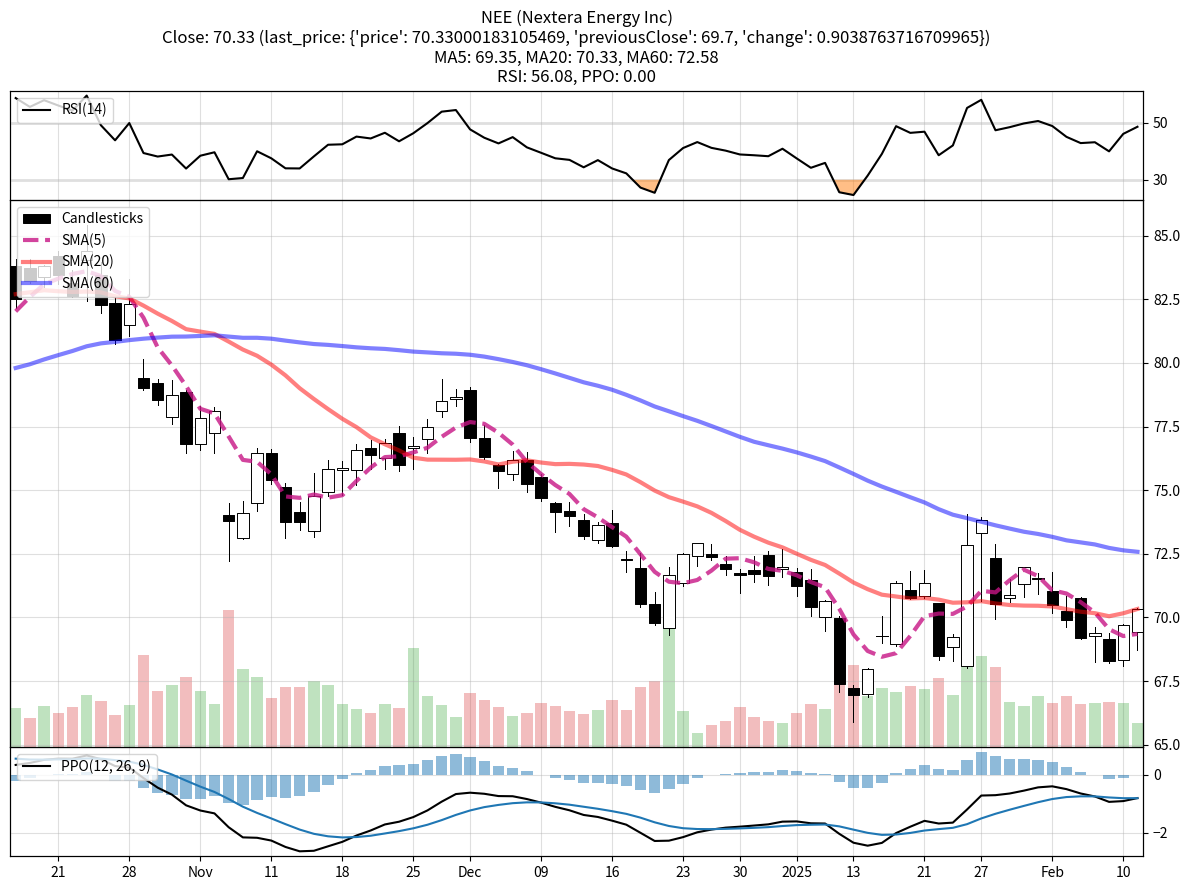 NEE (Nextera Energy Inc)
Close: 70.33 (last_price: {'price': 70.33000183105469, 'previousClose': 69.7, 'change': 0.9038763716709965})
MA5: 69.35, MA20: 70.33, MA60: 72.58
RSI: 56.08, PPO: 0.00
RSI(14)
50
30
Candlesticks
SMA(5)
SMA(20)
SMA(60)
85.0
82.5
80.0
77.5
75.0
72.5
70.0
67.5
65.0
PPO(12, 26, 9)
0
−2
21 28 Nov 11 18 25 Dec 09 16 23 30 2025 13 21 27 Feb 10